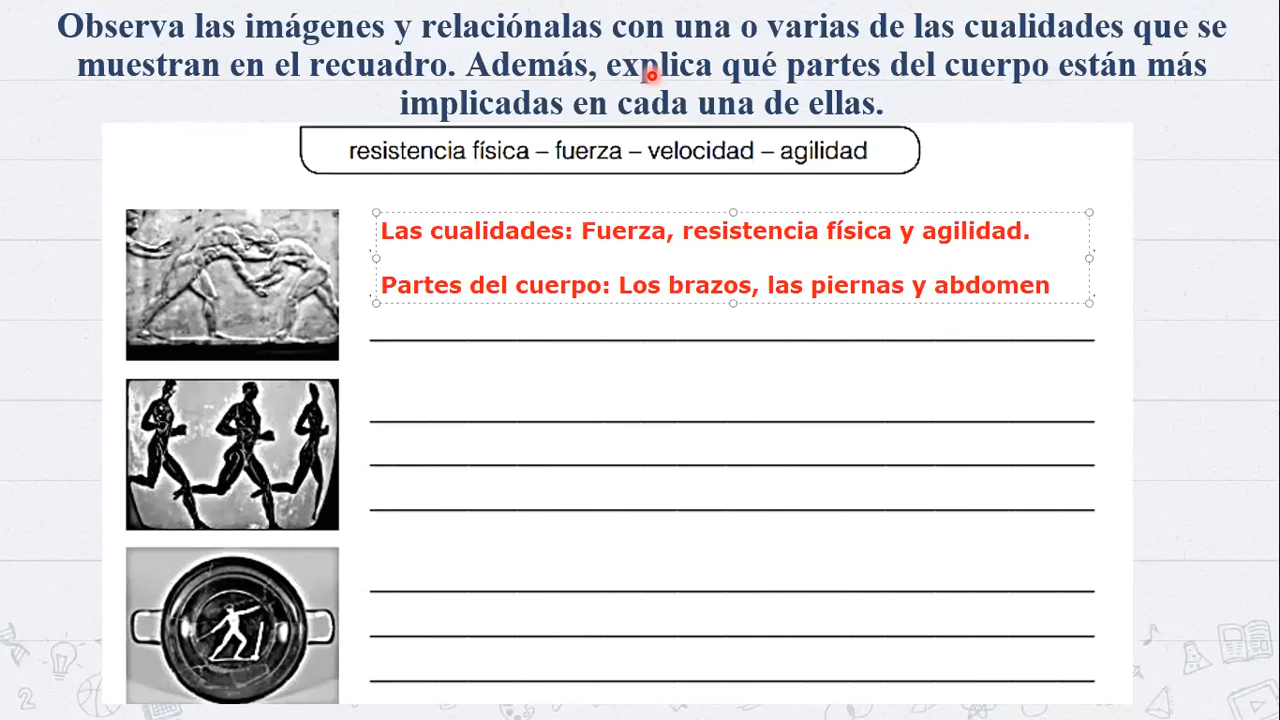 Observa las imágenes y relaciónalas con una o varias de las cualidades que se
muestran en el recuadro. Además, explica qué partes del cuerpo están más
implicadas en cada una de ellas.
resistencia física – fuerza – velocidad – agilidad
Las cualidades: Fuerza, resistencia física y agilidad.
Partes del cuerpo: Los brazos, las piernas y abdomen